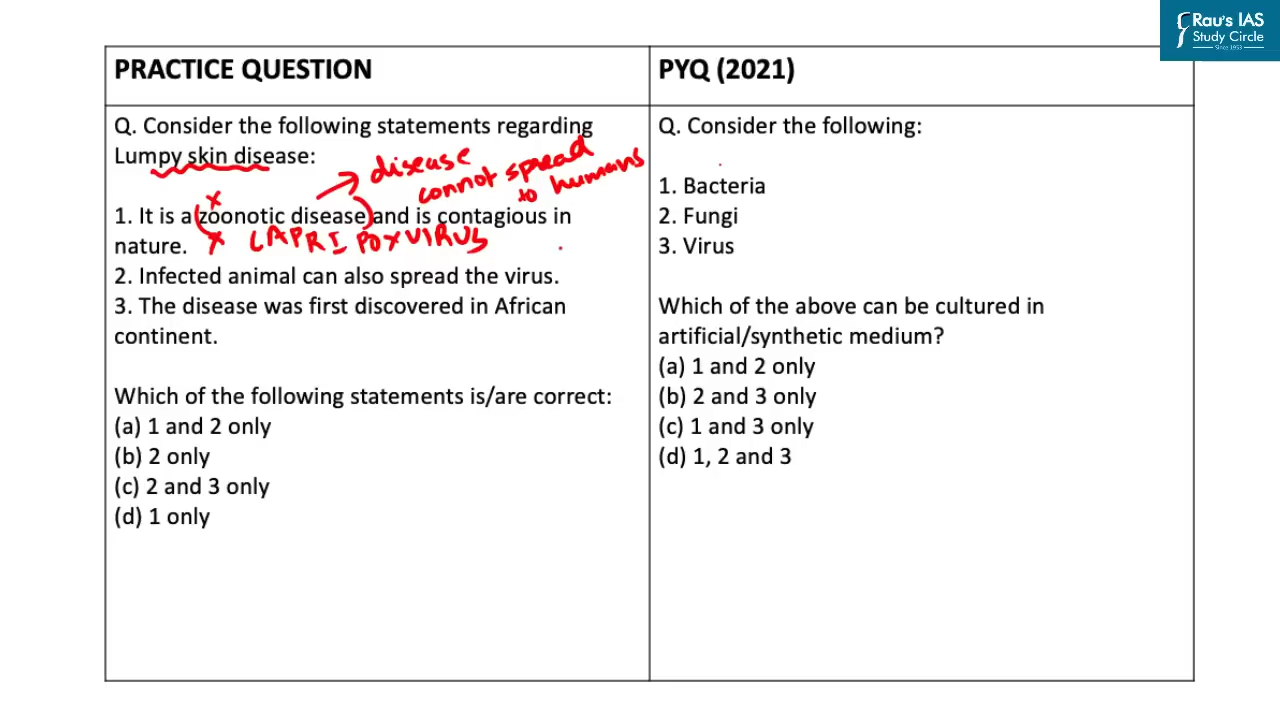 Rau's IAS
Study Circle
Since 1953
PRACTICE QUESTION
Q. Consider the following statements regarding
Lumpy skin disease:
disease
cannot spread
to humans
x
1. It is a zoonotic disease and is contagious in
nature.
x CAPRI POXVIRUS
2. Infected animal can also spread the virus.
3. The disease was first discovered in African
continent.
Which of the following statements is/are correct:
(a) 1 and 2 only
(b) 2 only
(c) 2 and 3 only
(d) 1 only
PYQ (2021)
Q. Consider the following:
1. Bacteria
2. Fungi
3. Virus
Which of the above can be cultured in
artificial/synthetic medium?
(a) 1 and 2 only
(b) 2 and 3 only
(c) 1 and 3 only
(d) 1, 2 and 3